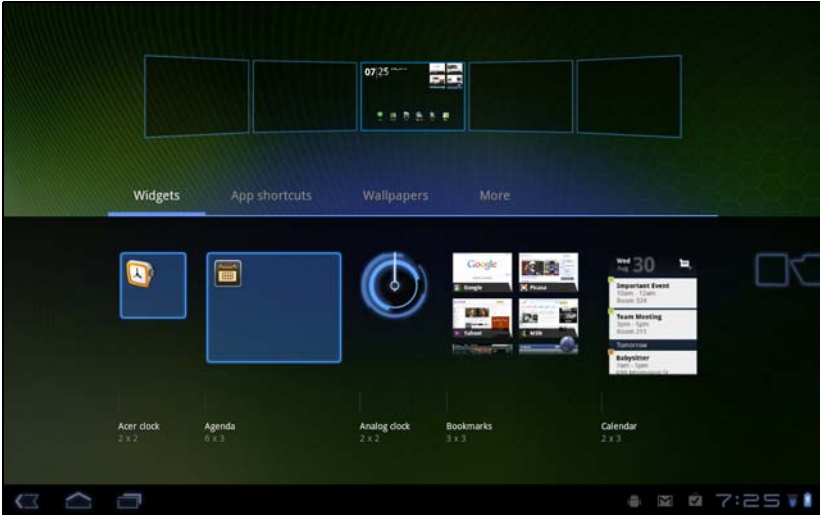 07 25
Widgets App shortcuts Wallpapers More
Google Picasa
Yahoo! MSN
Wed
Aug 30
Important Event
10am - 12am
Room 324
Team Meeting
3pm - 5pm
Room 211
Tomorrow
Babysitter
7am - 5pm
Acer clock
2 x 2
Agenda
6 x 3
Analog clock
2 x 2
Bookmarks
3 x 3
Calendar
2 x 3
7:25